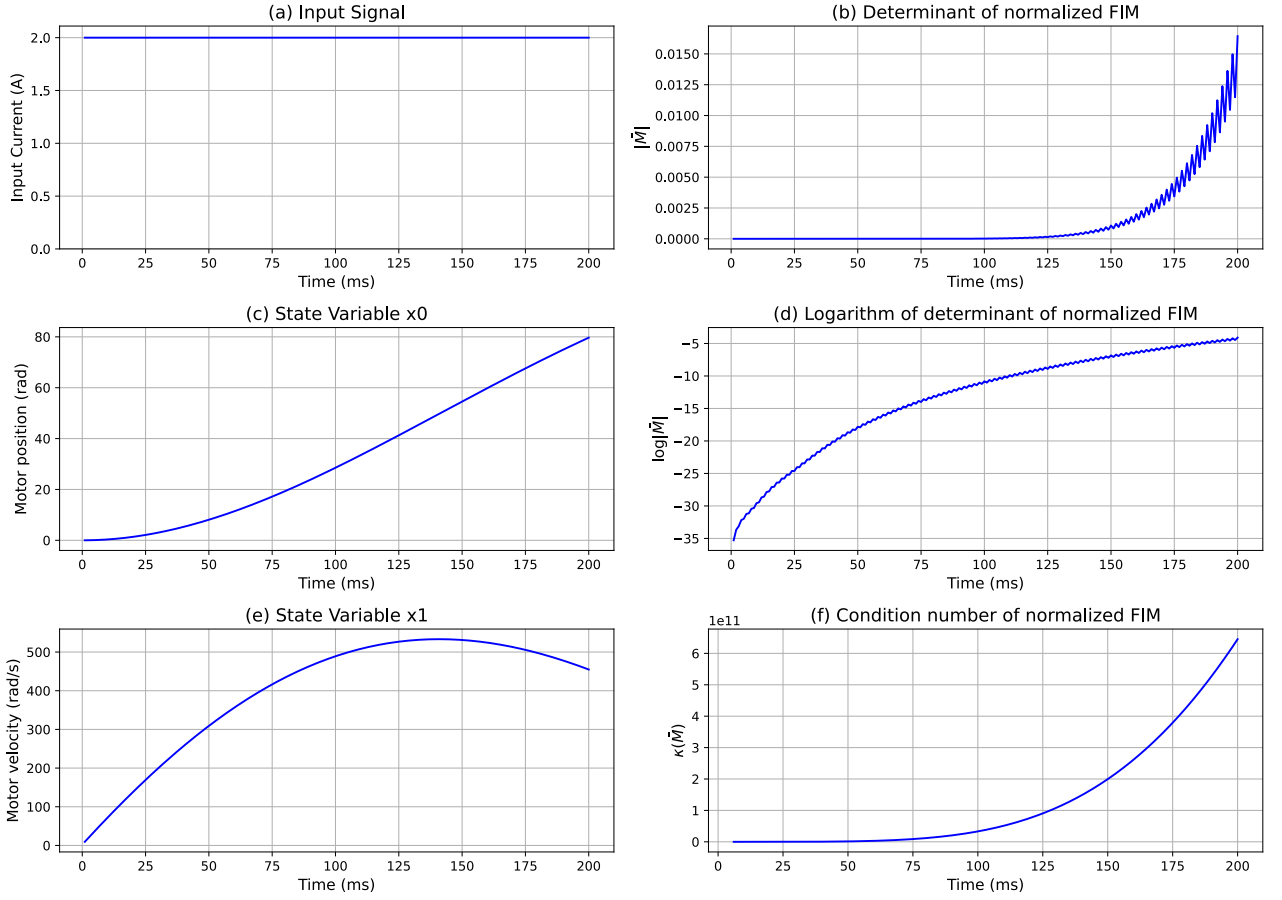 (a) Input Signal
Input Current (A)
2.0
1.5
1.0
0.5
0.0
0 25 50 75 100 125 150 175 200
Time (ms)
(b) Determinant of normalized FIM
|M̄|
0.0150
0.0125
0.0100
0.0075
0.0050
0.0025
0.0000
0 25 50 75 100 125 150 175 200
Time (ms)
(c) State Variable x0
Motor position (rad)
80
60
40
20
0
0 25 50 75 100 125 150 175 200
Time (ms)
(d) Logarithm of determinant of normalized FIM
log|M̄|
−5
−10
−15
−20
−25
−30
−35
0 25 50 75 100 125 150 175 200
Time (ms)
(e) State Variable x1
Motor velocity (rad/s)
500
400
300
200
100
0
0 25 50 75 100 125 150 175 200
Time (ms)
(f) Condition number of normalized FIM
1e11
κ(M̄)
6
5
4
3
2
1
0
0 25 50 75 100 125 150 175 200
Time (ms)